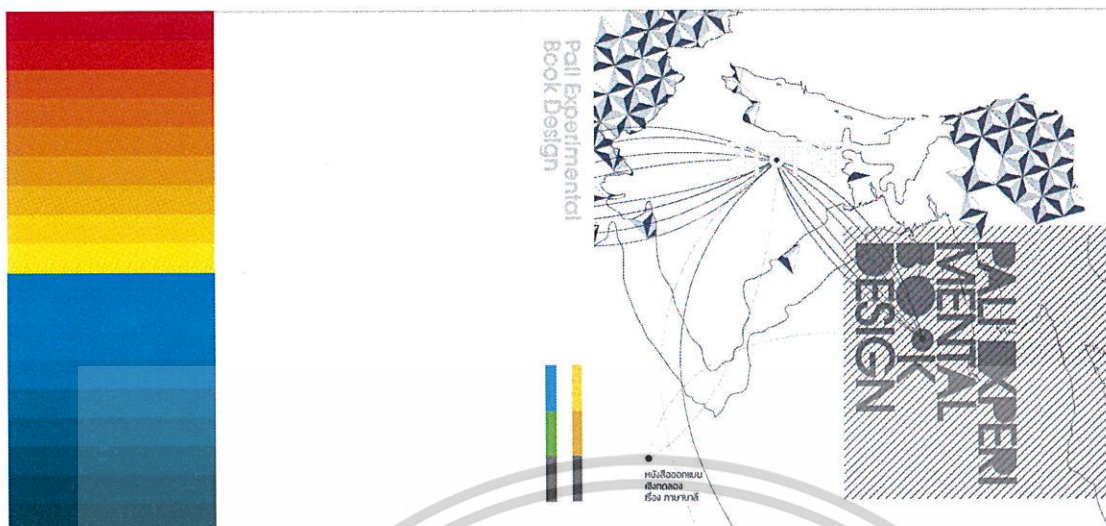 Pali Experimental
Book Design
PALI EXPERI
MENTAL
BOOK
DESIGN
หนังสือออกแบบ
เชิงทดลอง
เรื่อง ภาษาบาลี